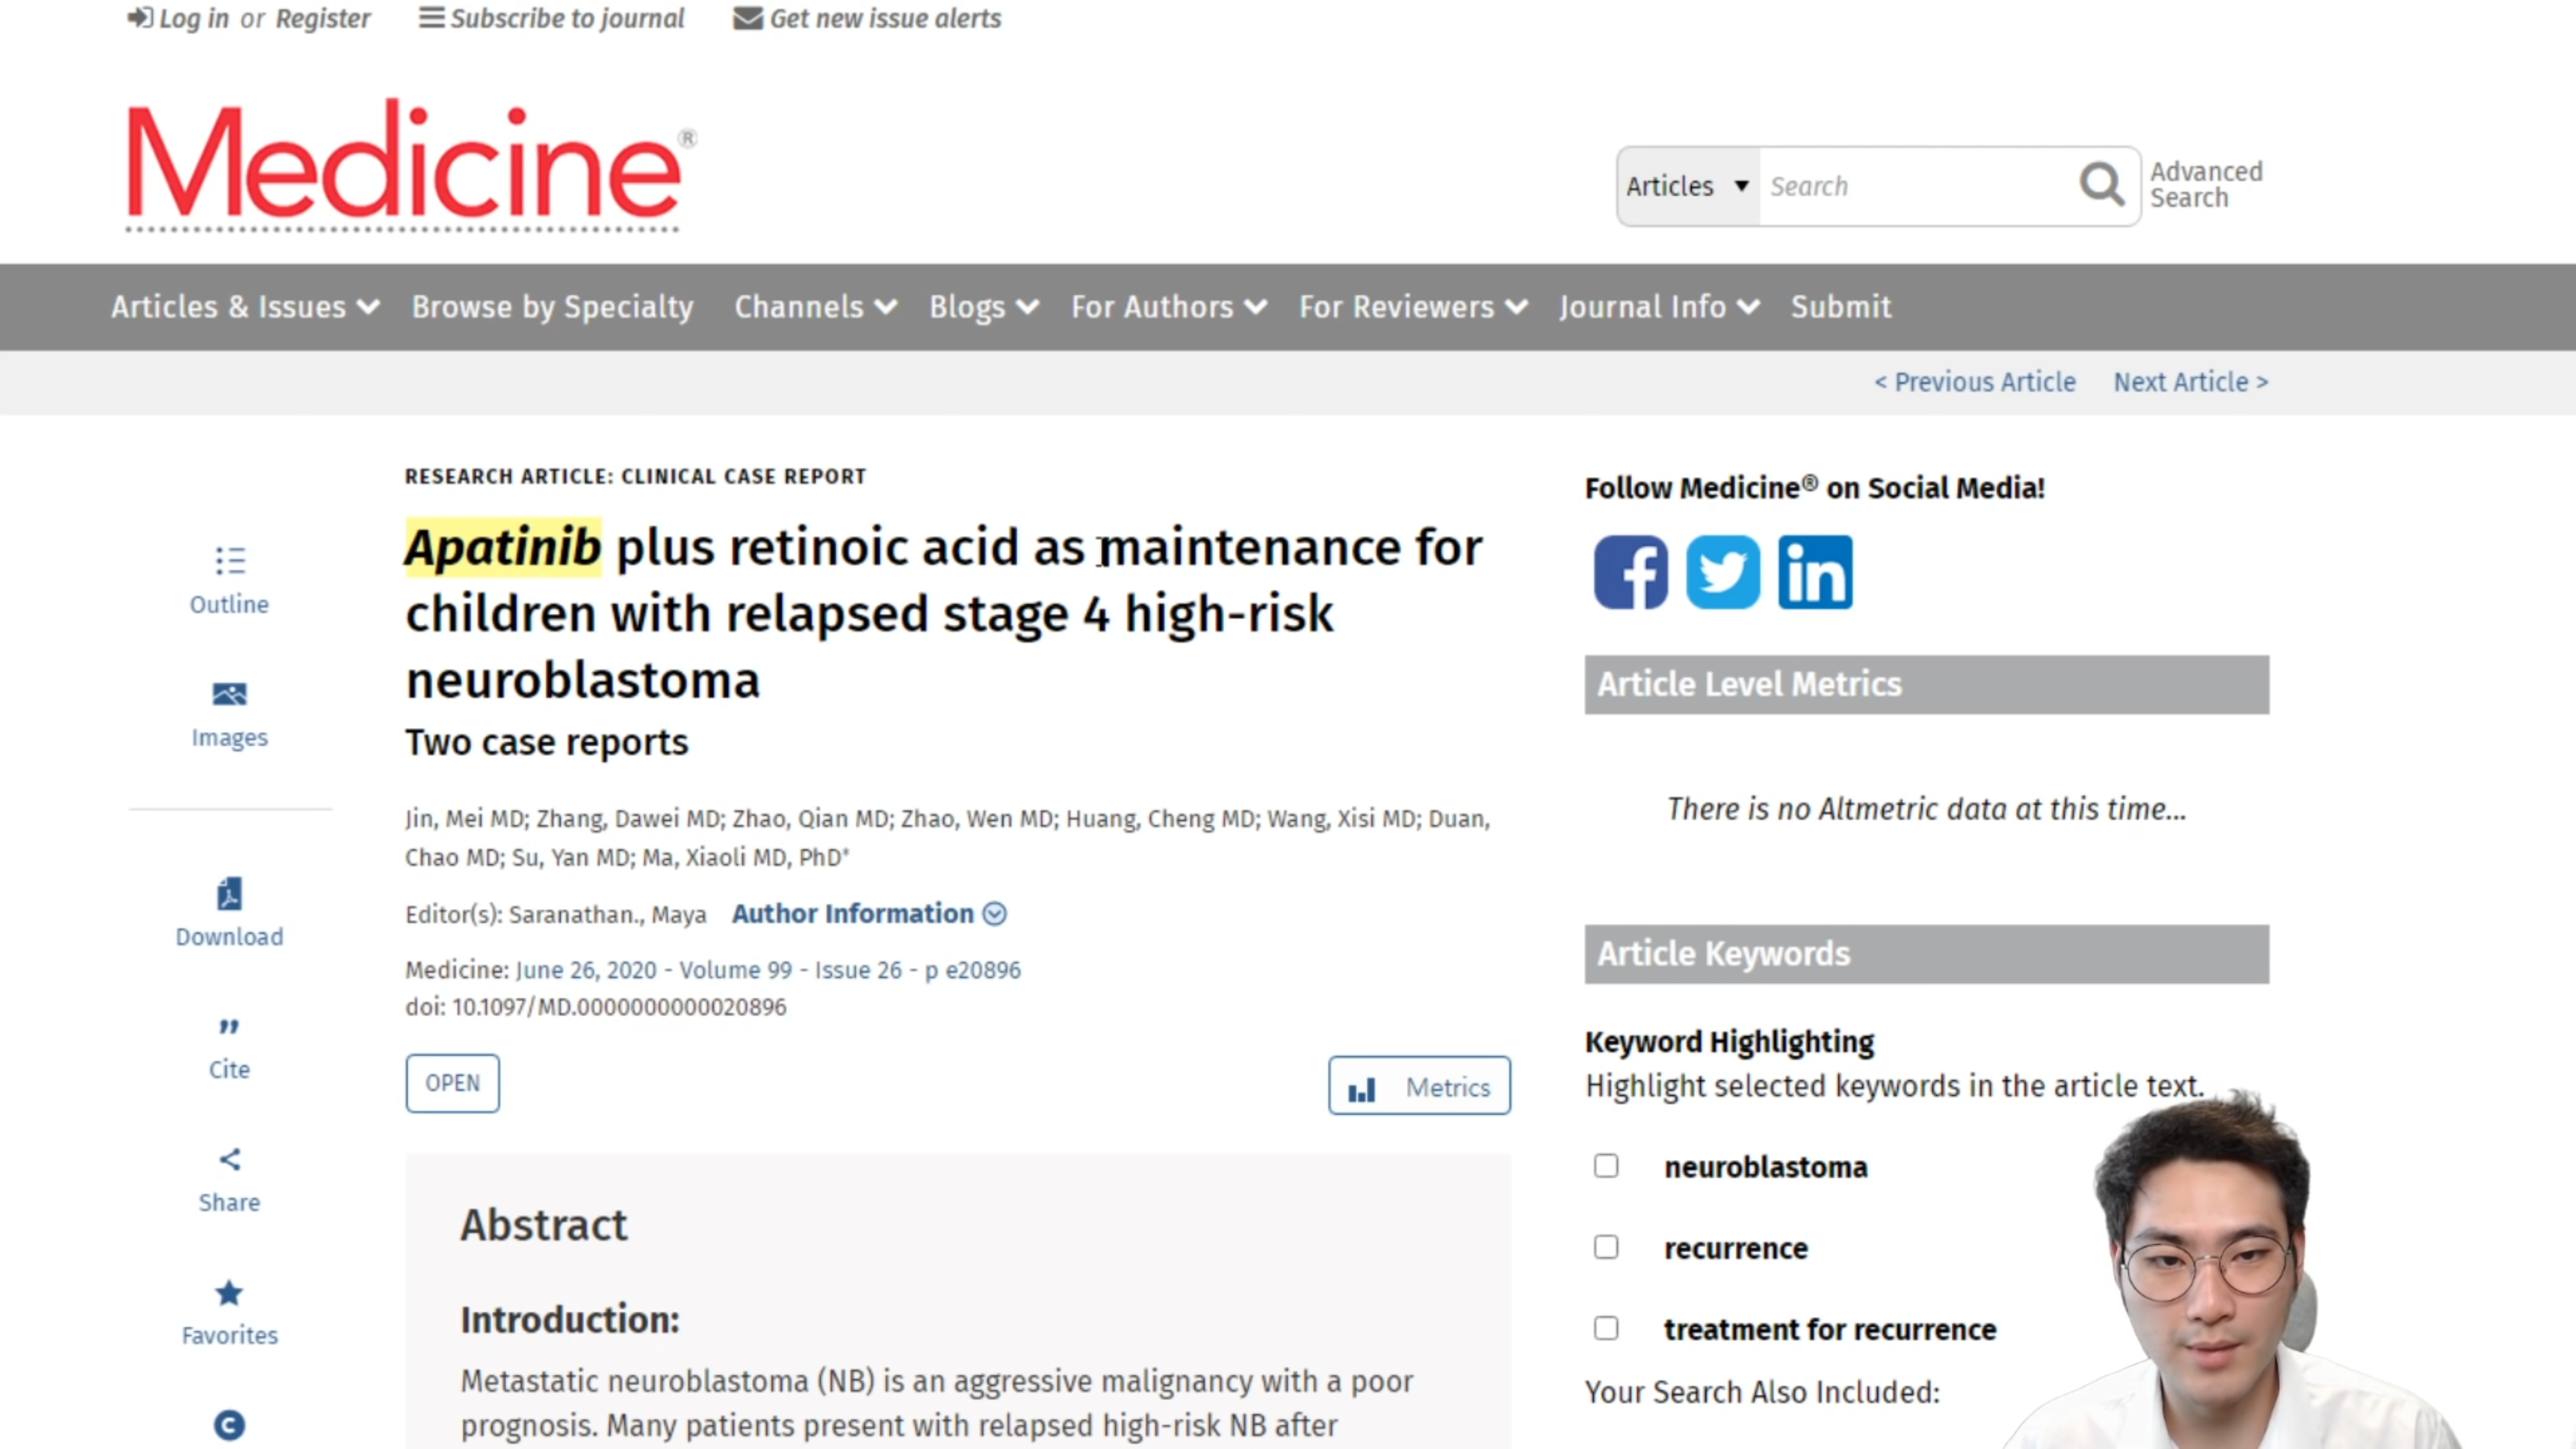 Log in or Register Subscribe to journal Get new issue alerts
Medicine®
Articles Search Advanced
Search
Articles & Issues Browse by Specialty Channels Blogs For Authors For Reviewers Journal Info Submit
< Previous Article Next Article >
RESEARCH ARTICLE: CLINICAL CASE REPORT
Apatinib plus retinoic acid as maintenance for
children with relapsed stage 4 high-risk
neuroblastoma
Two case reports
Jin, Mei MD; Zhang, Dawei MD; Zhao, Qian MD; Zhao, Wen MD; Huang, Cheng MD; Wang, Xisi MD; Duan,
Chao MD; Su, Yan MD; Ma, Xiaoli MD, PhD*
Editor(s): Saranathan., Maya Author Information
Medicine: June 26, 2020 - Volume 99 - Issue 26 - p e20896
doi: 10.1097/MD.0000000000020896
OPEN
Metrics
Abstract
Introduction:
Metastatic neuroblastoma (NB) is an aggressive malignancy with a poor
prognosis. Many patients present with relapsed high-risk NB after
Outline
Images
Download
Cite
Share
Favorites
Follow Medicine® on Social Media!
Article Level Metrics
There is no Altmetric data at this time...
Article Keywords
Keyword Highlighting
Highlight selected keywords in the article text.
neuroblastoma
recurrence
treatment for recurrence
Your Search Also Included: